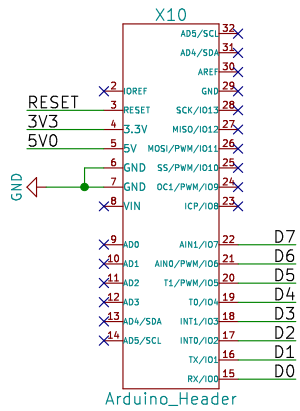 X10
AD5/SCL 32
AD4/SDA 31
AREF 30
2 IOREF GND 29
RESET 3 RESET SCK/IO13 28
3V3 4 3.3V MISO/IO12 27
5V0 5 5V MOSI/PWM/IO11 26
6 GND SS/PWM/IO10 25
GND 7 GND OC1/PWM/IO9 24
8 VIN ICP/IO8 23
9 AD0 AIN1/IO7 22 D7
10 AD1 AIN0/PWM/IO6 21 D6
11 AD2 T1/PWM/IO5 20 D5
12 AD3 T0/IO4 19 D4
13 AD4/SDA INT1/IO3 18 D3
14 AD5/SCL INT0/IO2 17 D2
TX/IO1 16 D1
RX/IO0 15 D0
Arduino_Header